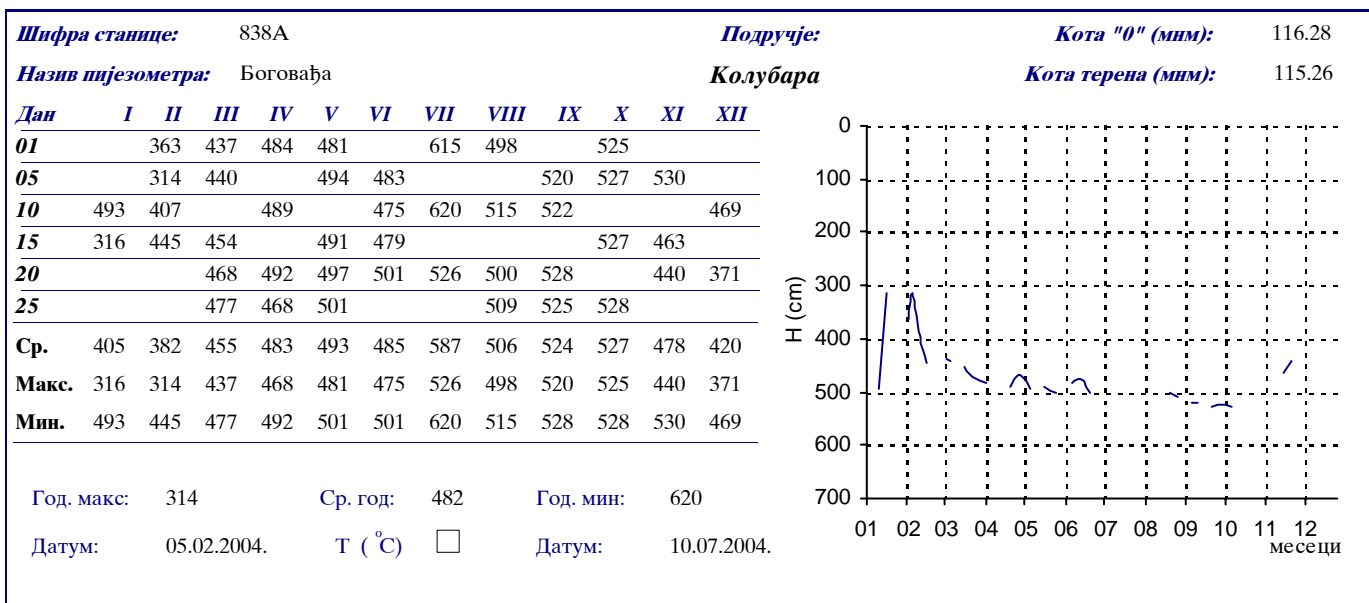 Шифра станице: 838А Подручје: Кота "0" (мнм): 116.28
Назив пијезометра: Боговађа Колубара Кота терена (мнм): 115.26
Дан I II III IV V VI VII VIII IX X XI XII
01 363 437 484 481 615 498 525
05 314 440 494 483 520 527 530
10 493 407 489 475 620 515 522 469
15 316 445 454 491 479 527 463
20 468 492 497 501 526 500 528 440 371
25 477 468 501 509 525 528
Ср. 405 382 455 483 493 485 587 506 524 527 478 420
Макс. 316 314 437 468 481 475 526 498 520 525 440 371
Мин. 493 445 477 492 501 501 620 515 528 528 530 469
Год. макс: 314 Ср. год: 482 Год. мин: 620
Датум: 05.02.2004. Т ( °C) Датум: 10.07.2004.
0
100
200
300
400
500
600
700
H (cm)
01 02 03 04 05 06 07 08 09 10 11 12
месеци